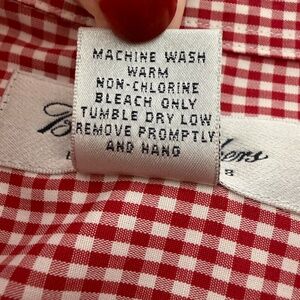 MACHINE WASH
WARM
NON-CHLORINE
BLEACH ONLY
TUMBLE DRY LOW
REMOVE PROMPTLY
AND HANG